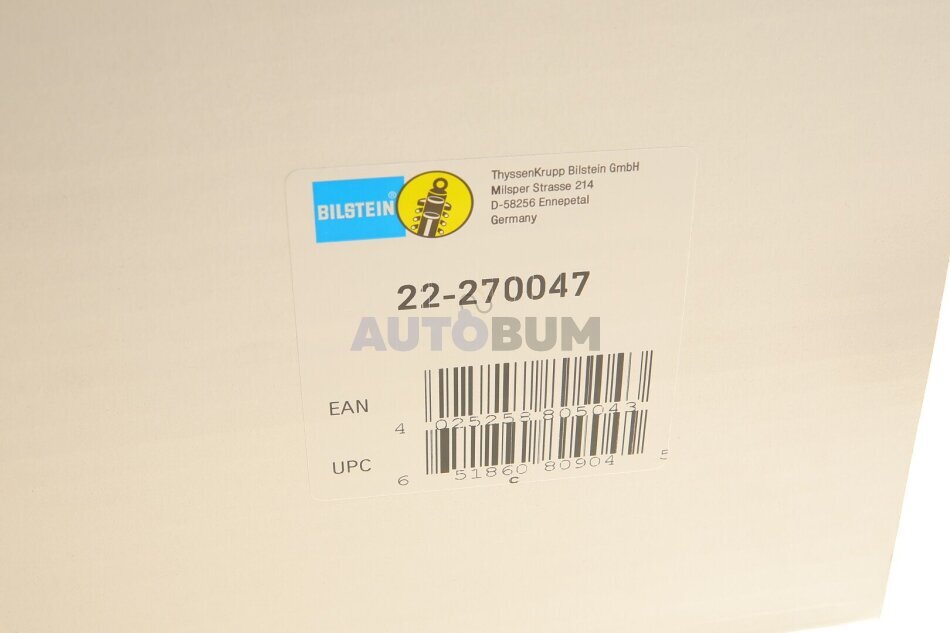 BILSTEIN®
ThyssenKrupp Bilstein GmbH
Milsper Strasse 214
D-58256 Ennepetal
Germany
22-270047
AUTOBUM
EAN
4 025258 805043
UPC
6 51860 80904 5
C